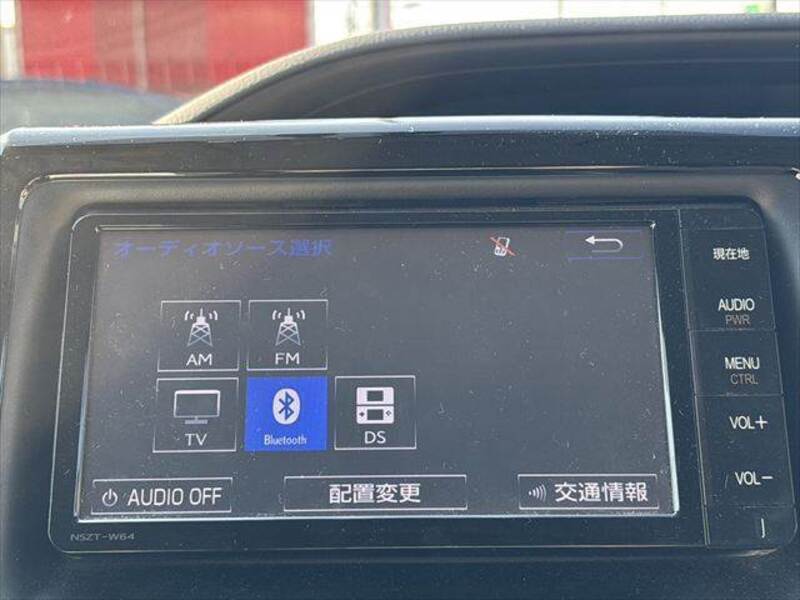 オーディオソース選択
AM
FM
TV
Bluetooth
DS
AUDIO OFF
配置変更
交通情報
現在地
AUDIO
PWR
MENU
CTRL
VOL+
VOL−
NSZT-W64